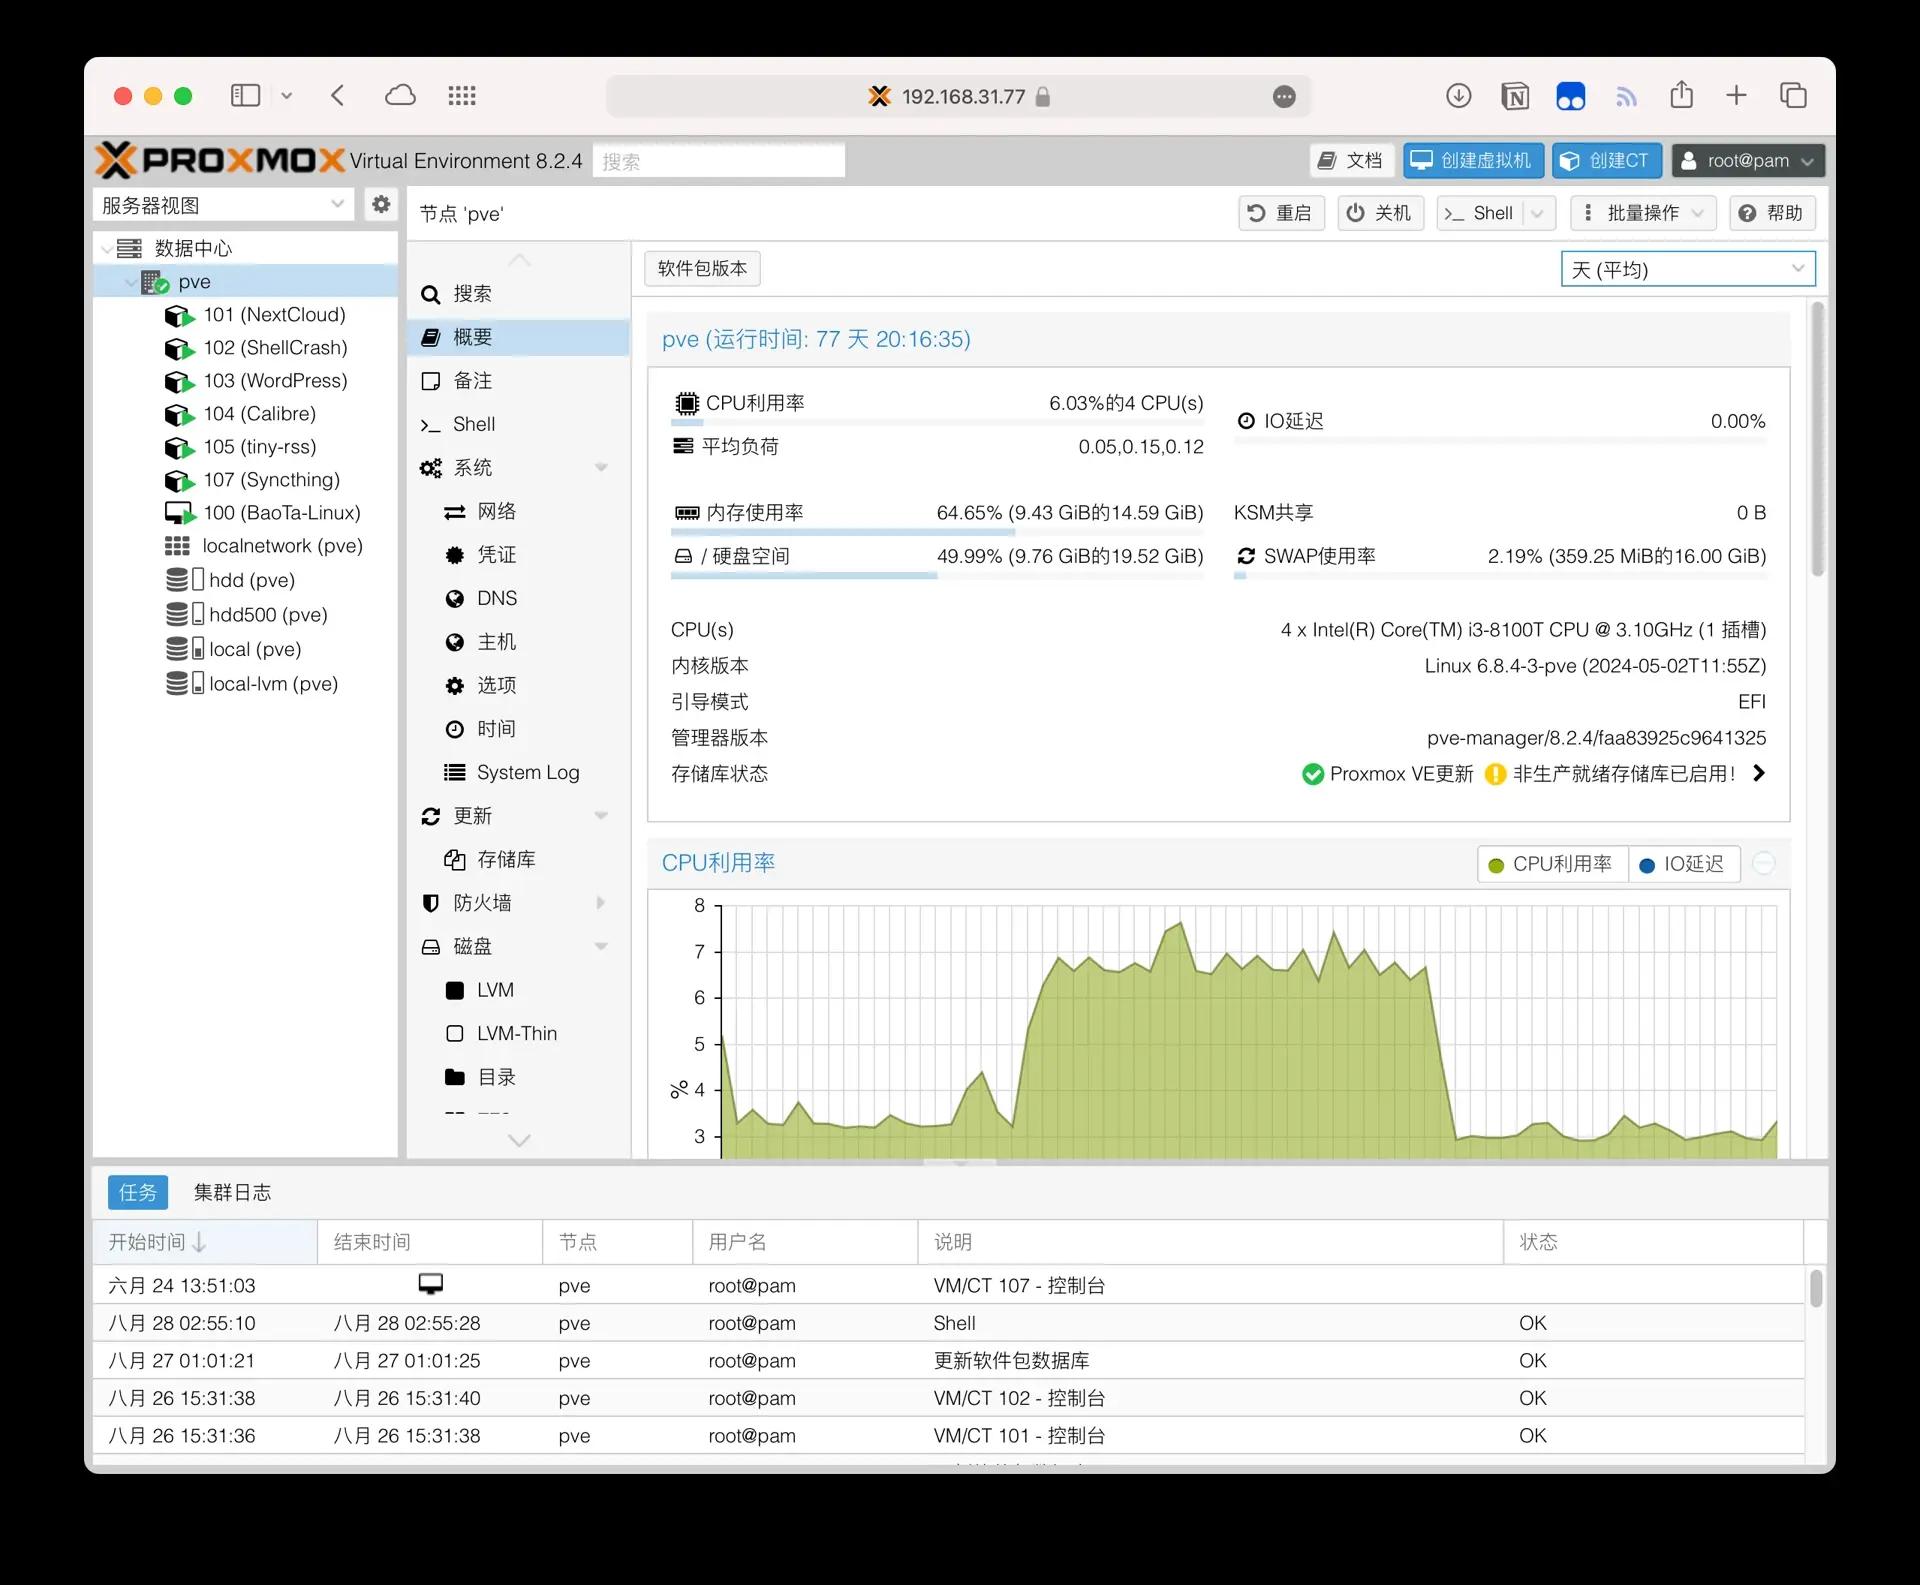 192.168.31.77
PROXMOX Virtual Environment 8.2.4 搜索 文档 创建虚拟机 创建CT root@pam
服务器视图
节点 'pve' 重启 关机 Shell 批量操作 帮助
数据中心
pve
101 (NextCloud)
102 (ShellCrash)
103 (WordPress)
104 (Calibre)
105 (tiny-rss)
107 (Syncthing)
100 (BaoTa-Linux)
localnetwork (pve)
hdd (pve)
hdd500 (pve)
local (pve)
local-lvm (pve)
搜索
概要
备注
Shell
系统
网络
凭证
DNS
主机
选项
时间
System Log
更新
存储库
防火墙
磁盘
LVM
LVM-Thin
目录
软件包版本 天 (平均)
pve (运行时间: 77 天 20:16:35)
CPU利用率 6.03%的4 CPU(s)
IO延迟 0.00%
平均负荷 0.05,0.15,0.12
内存使用率 64.65% (9.43 GiB的14.59 GiB) KSM共享 0 B
/ 硬盘空间 49.99% (9.76 GiB的19.52 GiB) SWAP使用率 2.19% (359.25 MiB的16.00 GiB)
CPU(s) 4 x Intel(R) Core(TM) i3-8100T CPU @ 3.10GHz (1 插槽)
内核版本 Linux 6.8.4-3-pve (2024-05-02T11:55Z)
引导模式 EFI
管理器版本 pve-manager/8.2.4/faa83925c9641325
存储库状态 Proxmox VE更新 非生产就绪存储库已启用!
CPU利用率 CPU利用率 IO延迟
8
7
6
5
% 4
3
任务 集群日志
开始时间 结束时间 节点 用户名 说明 状态
六月 24 13:51:03 pve root@pam VM/CT 107 - 控制台
八月 28 02:55:10 八月 28 02:55:28 pve root@pam Shell OK
八月 27 01:01:21 八月 27 01:01:25 pve root@pam 更新软件包数据库 OK
八月 26 15:31:38 八月 26 15:31:40 pve root@pam VM/CT 102 - 控制台 OK
八月 26 15:31:36 八月 26 15:31:38 pve root@pam VM/CT 101 - 控制台 OK